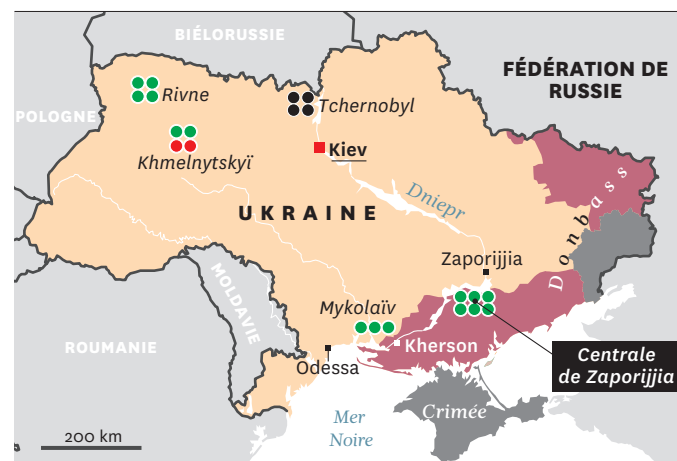 BIÉLORUSSIE
FÉDÉRATION DE
RUSSIE
Rivne
Tchernobyl
POLOGNE
Kiev
Khmelnytskyï
Donbass
Dniepr
UKRAINE
Zaporijjia
MOLDAVIE
Mykolaïv
ROUMANIE
Kherson
Odessa
Centrale
de Zaporijjia
Crimée
Mer
Noire
200 km